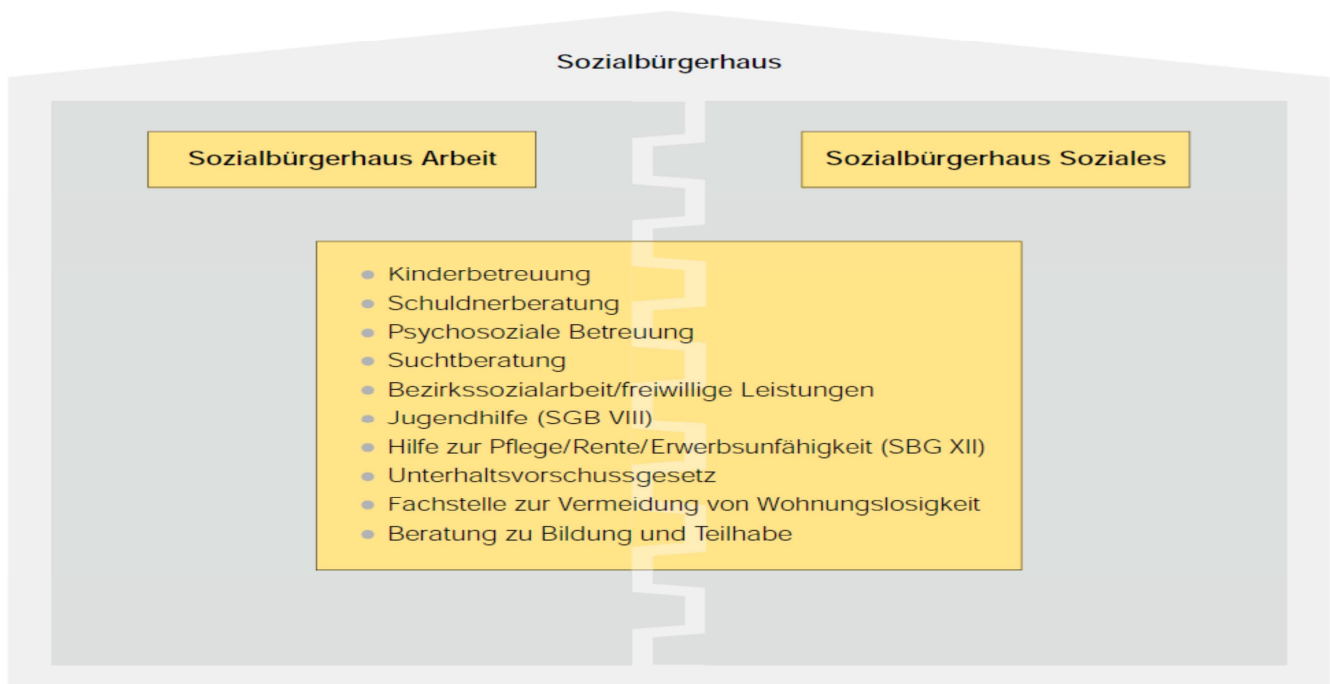 Sozialbürgerhaus
Sozialbürgerhaus Arbeit
Sozialbürgerhaus Soziales
Kinderbetreuung
Schuldnerberatung
Psychosoziale Betreuung
Suchtberatung
Bezirkssozialarbeit/freiwillige Leistungen
Jugendhilfe (SGB VIII)
Hilfe zur Pflege/Rente/Erwerbsunfähigkeit (SBG XII)
Unterhaltsvorschussgesetz
Fachstelle zur Vermeidung von Wohnungslosigkeit
Beratung zu Bildung und Teilhabe